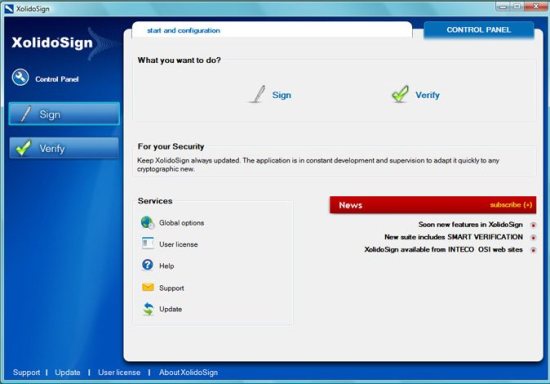 XolidoSign
start and configuration
CONTROL PANEL
Control Panel
What you want to do?
Sign
Verify
Sign
Verify
For your Security
Keep XolidoSign always updated. The application is in constant development and supervision to adapt it quickly to any
cryptographic new.
Services
Global options
User license
Help
Support
Update
News
subscribe (+)
Soon new features in XolidoSign
New suite includes SMART VERIFICATION
XolidoSign available from INTECO OSI web sites
Support | Update | User license | About XolidoSign